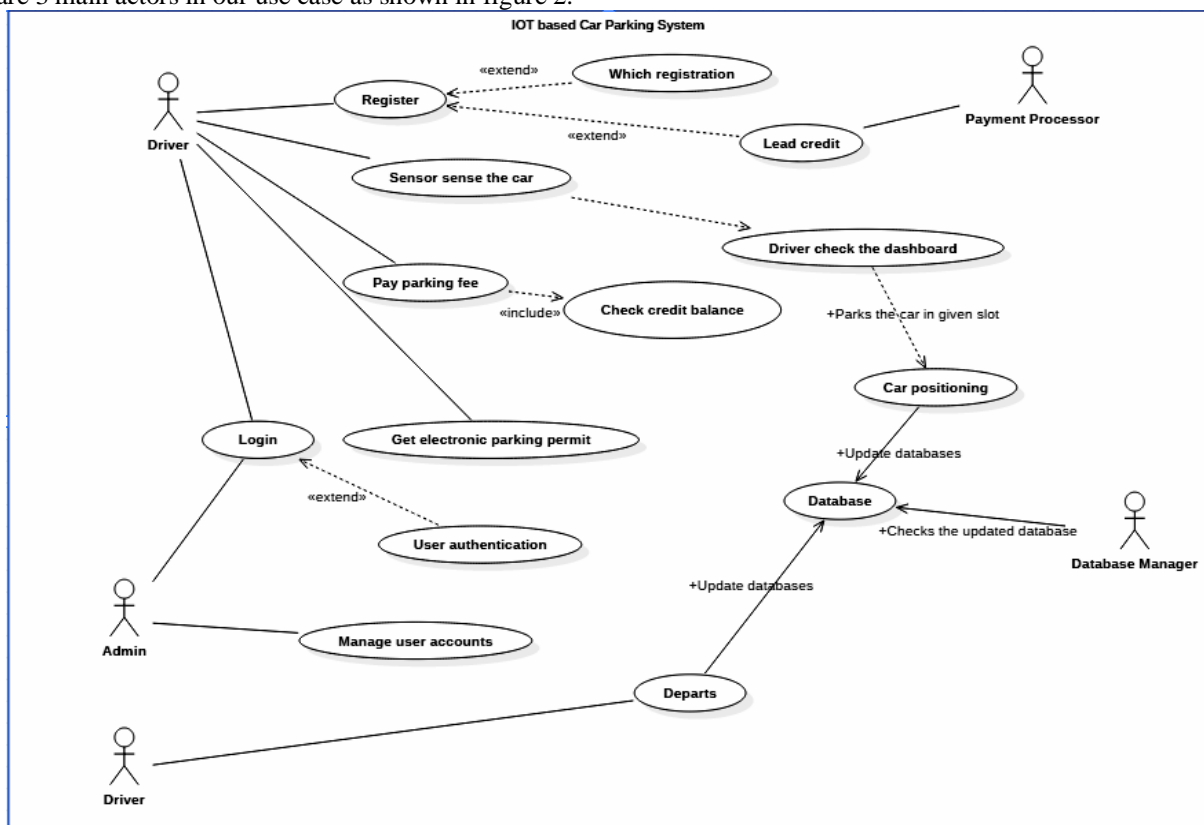 are 3 main actors in our use case as shown in figure 2.
IOT based Car Parking System
«extend»
Which registration
Register
Driver
«extend»
Lead credit
Payment Processor
Sensor sense the car
Driver check the dashboard
Pay parking fee
«include»
Check credit balance
+Parks the car in given slot
Car positioning
Login
Get electronic parking permit
+Update databases
«extend»
Database
+Checks the updated database
User authentication
Database Manager
+Update databases
Admin
Manage user accounts
Departs
Driver